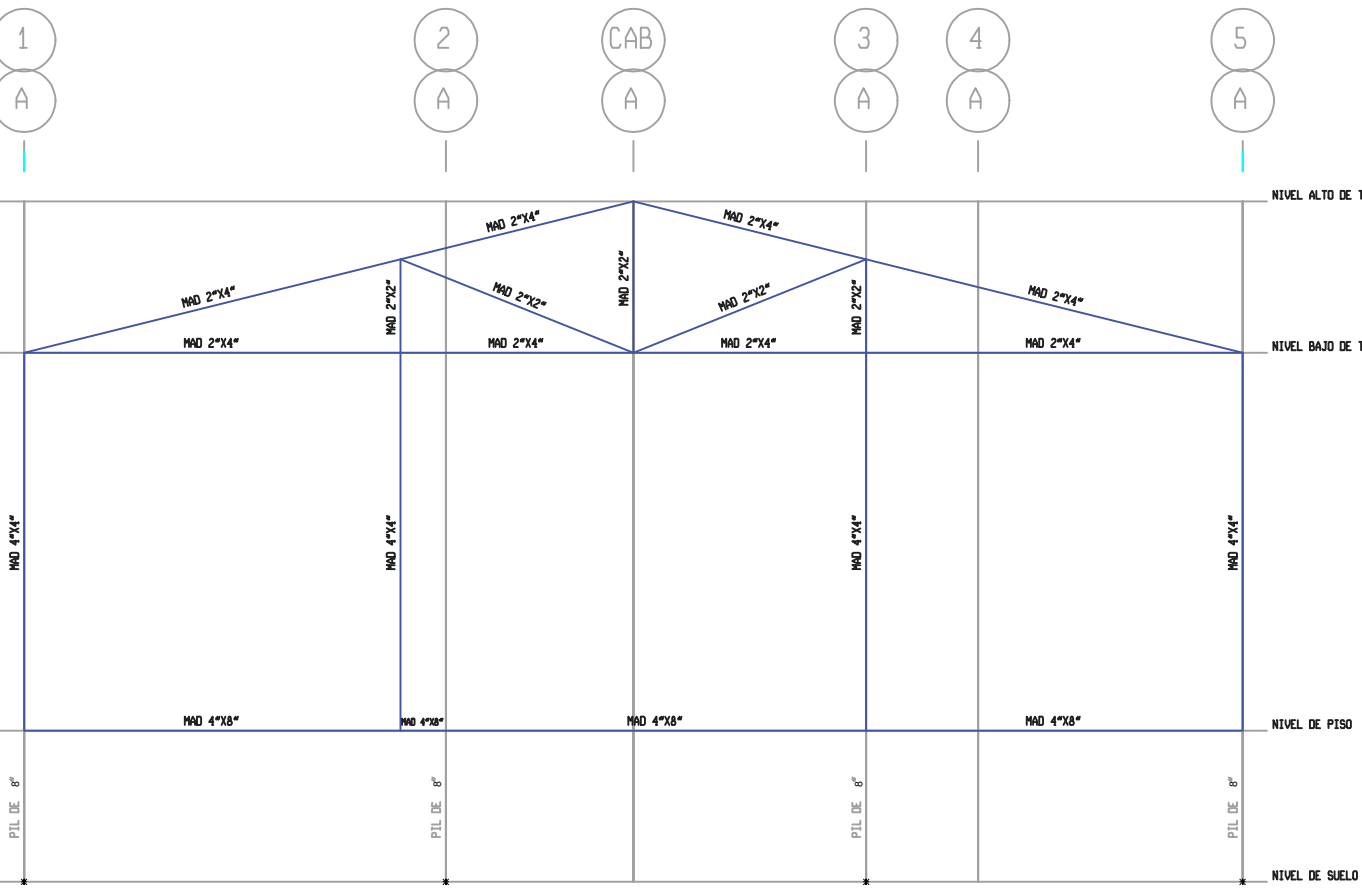 1 2 CAB 3 4 5
A A A A A A
NIVEL ALTO DE T
MAD 2"X4" MAD 2"X4"
MAD 2"X4" MAD 2"X2" MAD 2"X2" MAD 2"X2" MAD 2"X2" MAD 2"X2" MAD 2"X4"
MAD 2"X4" MAD 2"X4" MAD 2"X4" MAD 2"X4" NIVEL BAJO DE T
MAD 4"X4" MAD 4"X4" MAD 4"X4" MAD 4"X4"
MAD 4"X8" MAD 4"X8" MAD 4"X8" MAD 4"X8" NIVEL DE PISO
PIL DE 8" PIL DE 8" PIL DE 8" PIL DE 8"
NIVEL DE SUELO